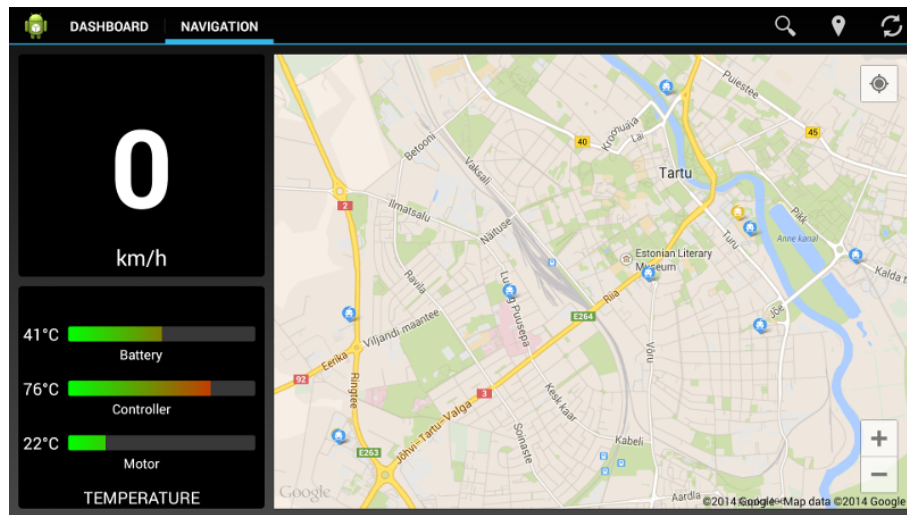 DASHBOARD
NAVIGATION
0
km/h
41°C
Battery
76°C
Controller
22°C
Motor
TEMPERATURE
Puiestee
Kroonuaia
Lai
40
45
Betooni
Vaksali
Tartu
2
Ilmatsalu
Näituse
Pikk
Turu
Anne kanal
Estonian Literary
Museum
Kalda
Ravila
Riia
Jõe
E264
Viljandi maantee
Eerika
Võru
92
Ringtee
3
Kesk kaar
Jõhvi-Tartu-Valga
Soinaste
Kabeli
E263
Aardla
Google
©2014 Google - Map data ©2014 Google